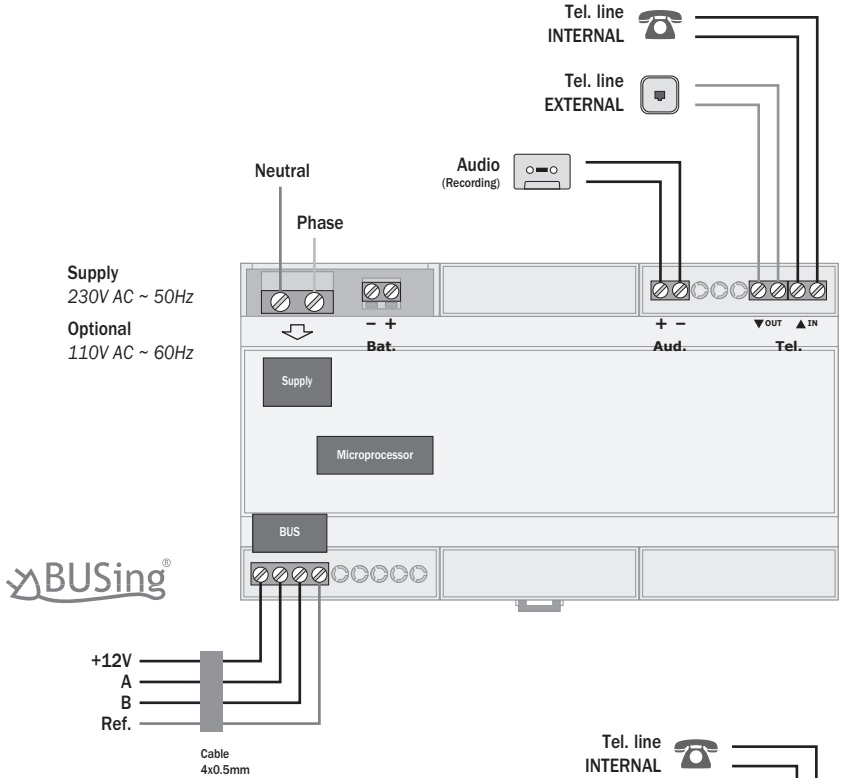 Tel. line
INTERNAL
Tel. line
EXTERNAL
Audio
(Recording)
Neutral
Phase
Supply
230V AC ~ 50Hz
Optional
110V AC ~ 60Hz
– +
Bat.
+ –
Aud.
▼OUT ▲IN
Tel.
Supply
Microprocessor
BUS
BUSing®
+12V
A
B
Ref.
Cable
4x0.5mm
Tel. line
INTERNAL